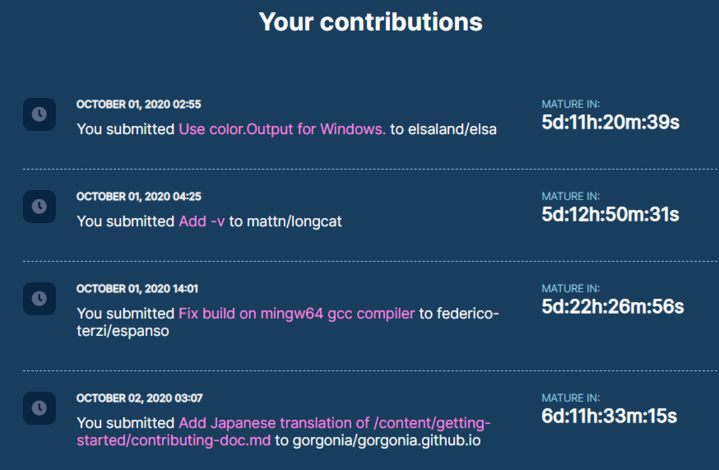 Your contributions
OCTOBER 01, 2020 02:55
You submitted Use color.Output for Windows. to elsaland/elsa
MATURE IN:
5d:11h:20m:39s
OCTOBER 01, 2020 04:25
You submitted Add -v to mattn/longcat
MATURE IN:
5d:12h:50m:31s
OCTOBER 01, 2020 14:01
You submitted Fix build on mingw64 gcc compiler to federico-
terzi/espanso
MATURE IN:
5d:22h:26m:56s
OCTOBER 02, 2020 03:07
You submitted Add Japanese translation of /content/getting-
started/contributing-doc.md to gorgonia/gorgonia.github.io
MATURE IN:
6d:11h:33m:15s